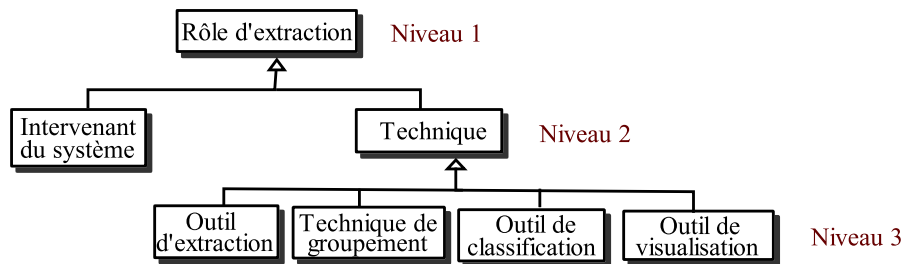 Rôle d'extraction
Niveau 1
Intervenant
du système
Technique
Niveau 2
Outil
d'extraction
Technique de
groupement
Outil de
classification
Outil de
visualisation
Niveau 3